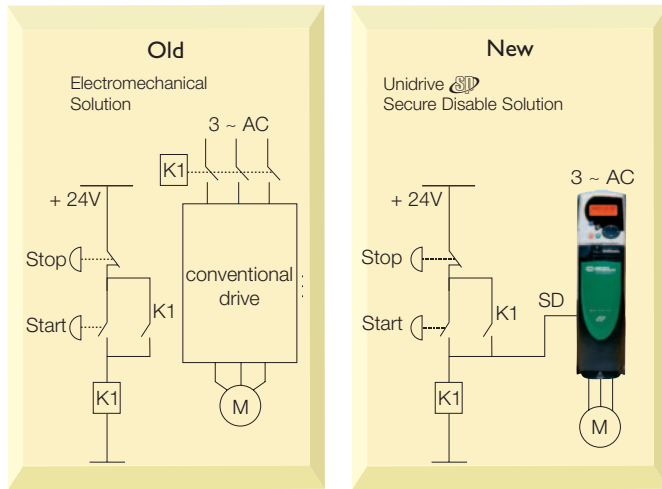 Old
Electromechanical
Solution
3 ~ AC
K1
+ 24V
Stop
conventional
drive
K1
Start
K1
M
New
Unidrive SP
Secure Disable Solution
3 ~ AC
+ 24V
Stop
SD
K1
Start
K1
M